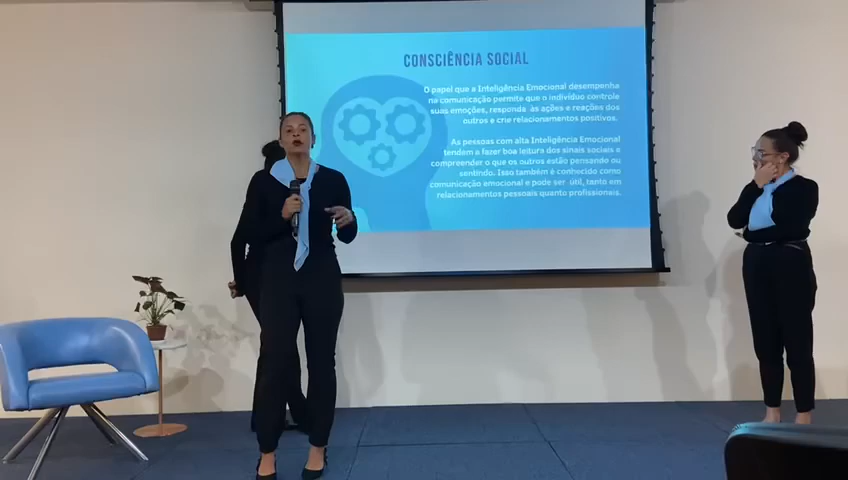 CONSCIÊNCIA SOCIAL
O papel que a Inteligência Emocional desempenha
na comunicação permite que o indivíduo controle
suas emoções, responda às ações e reações dos
outros e crie relacionamentos positivos.
As pessoas com alta Inteligência Emocional
tendem a fazer boa leitura dos sinais sociais e
compreender o que os outros estão pensando ou
sentindo. Isso também é conhecido como
comunicação emocional e pode ser útil, tanto em
relacionamentos pessoais quanto profissionais.